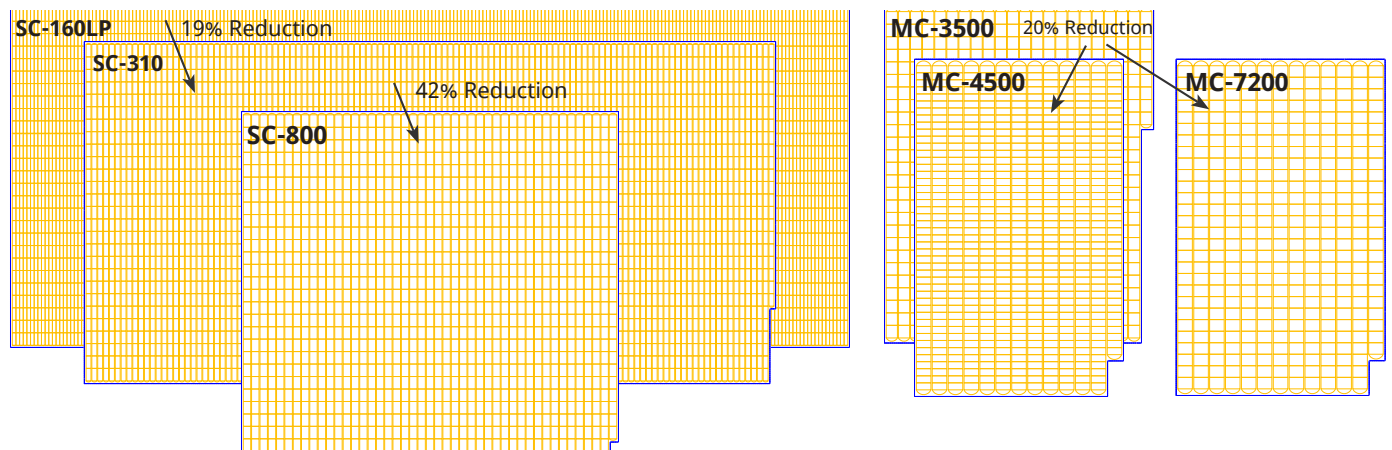 SC-160LP
19% Reduction
SC-310
42% Reduction
SC-800
MC-3500
20% Reduction
MC-4500
MC-7200